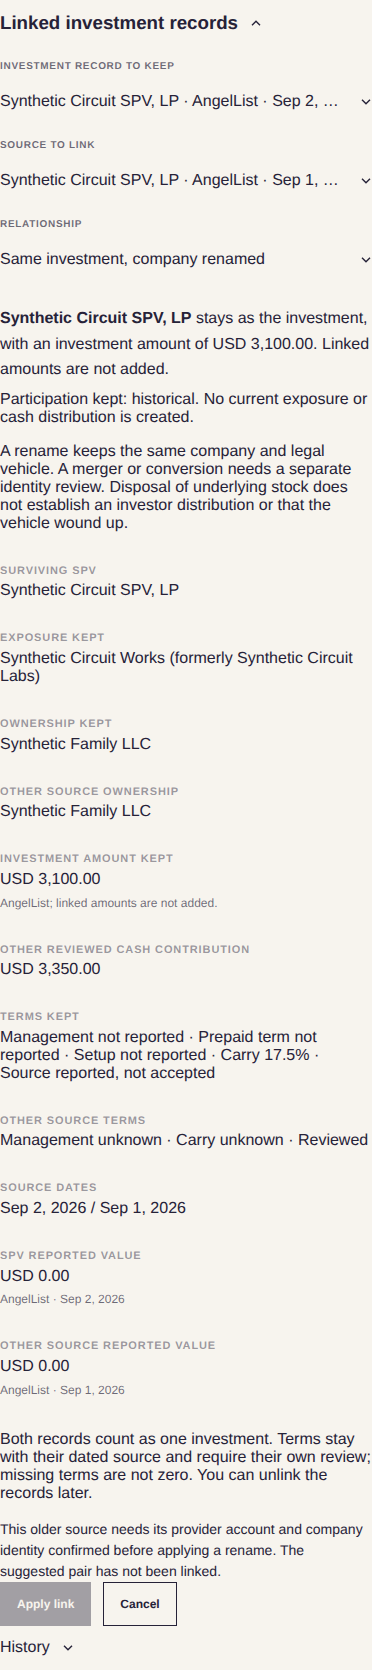 Linked investment records
INVESTMENT RECORD TO KEEP
Synthetic Circuit SPV, LP · AngelList · Sep 2, …
SOURCE TO LINK
Synthetic Circuit SPV, LP · AngelList · Sep 1, …
RELATIONSHIP
Same investment, company renamed
Synthetic Circuit SPV, LP stays as the investment,
with an investment amount of USD 3,100.00. Linked
amounts are not added.
Participation kept: historical. No current exposure or
cash distribution is created.
A rename keeps the same company and legal
vehicle. A merger or conversion needs a separate
identity review. Disposal of underlying stock does
not establish an investor distribution or that the
vehicle wound up.
SURVIVING SPV
Synthetic Circuit SPV, LP
EXPOSURE KEPT
Synthetic Circuit Works (formerly Synthetic Circuit
Labs)
OWNERSHIP KEPT
Synthetic Family LLC
OTHER SOURCE OWNERSHIP
Synthetic Family LLC
INVESTMENT AMOUNT KEPT
USD 3,100.00
AngelList; linked amounts are not added.
OTHER REVIEWED CASH CONTRIBUTION
USD 3,350.00
TERMS KEPT
Management not reported · Prepaid term not
reported · Setup not reported · Carry 17.5% ·
Source reported, not accepted
OTHER SOURCE TERMS
Management unknown · Carry unknown · Reviewed
SOURCE DATES
Sep 2, 2026 / Sep 1, 2026
SPV REPORTED VALUE
USD 0.00
AngelList · Sep 2, 2026
OTHER SOURCE REPORTED VALUE
USD 0.00
AngelList · Sep 1, 2026
Both records count as one investment. Terms stay
with their dated source and require their own review;
missing terms are not zero. You can unlink the
records later.
This older source needs its provider account and company
identity confirmed before applying a rename. The
suggested pair has not been linked.
Apply link Cancel
History